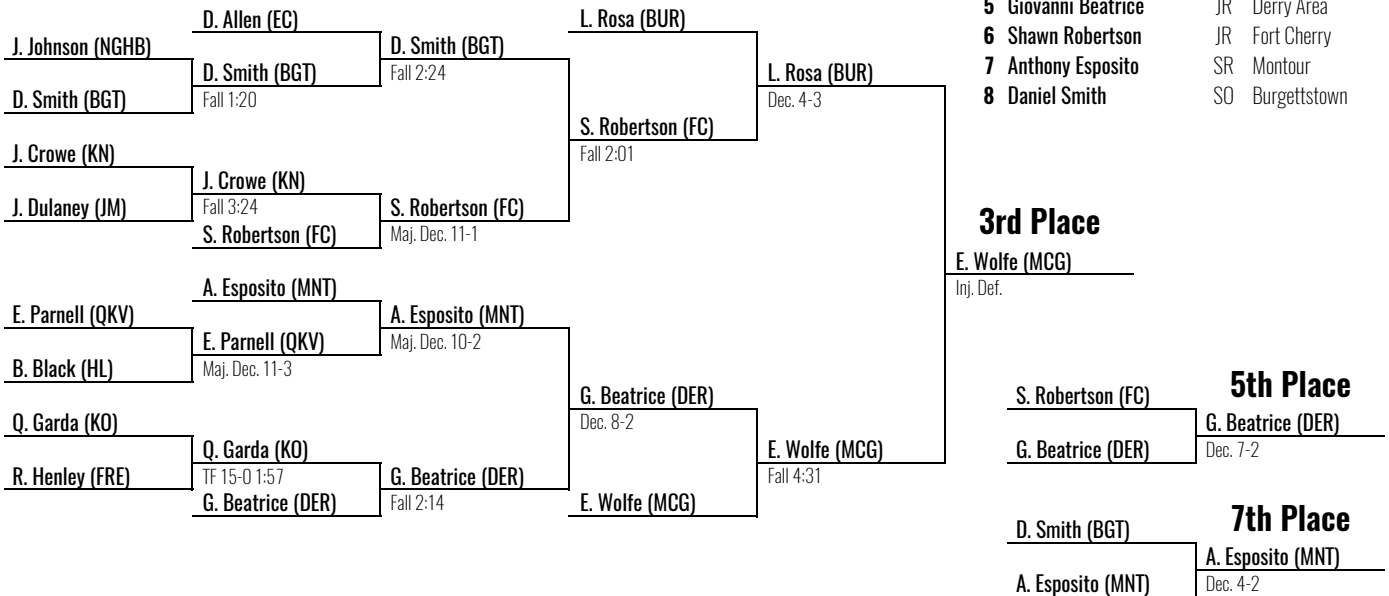 D. Allen (EC)
J. Johnson (NGHB)
D. Smith (BGT)
Fall 1:20
D. Smith (BGT)
D. Smith (BGT)
Fall 2:24
J. Crowe (KN)
J. Crowe (KN)
Fall 3:24
J. Dulaney (JM)
S. Robertson (FC)
S. Robertson (FC)
Maj. Dec. 11-1
A. Esposito (MNT)
E. Parnell (QKV)
E. Parnell (QKV)
Maj. Dec. 11-3
B. Black (HL)
A. Esposito (MNT)
Maj. Dec. 10-2
Q. Garda (KO)
Q. Garda (KO)
TF 15-0 1:57
R. Henley (FRE)
G. Beatrice (DER)
G. Beatrice (DER)
Fall 2:14
L. Rosa (BUR)
S. Robertson (FC)
Fall 2:01
L. Rosa (BUR)
Dec. 4-3
G. Beatrice (DER)
Dec. 8-2
E. Wolfe (MCG)
E. Wolfe (MCG)
Fall 4:31
3rd Place
E. Wolfe (MCG)
Inj. Def.
5 Giovanni Beatrice JR Derry Area
6 Shawn Robertson JR Fort Cherry
7 Anthony Esposito SR Montour
8 Daniel Smith SO Burgettstown
5th Place
S. Robertson (FC)
G. Beatrice (DER)
G. Beatrice (DER)
Dec. 7-2
7th Place
D. Smith (BGT)
A. Esposito (MNT)
A. Esposito (MNT)
Dec. 4-2